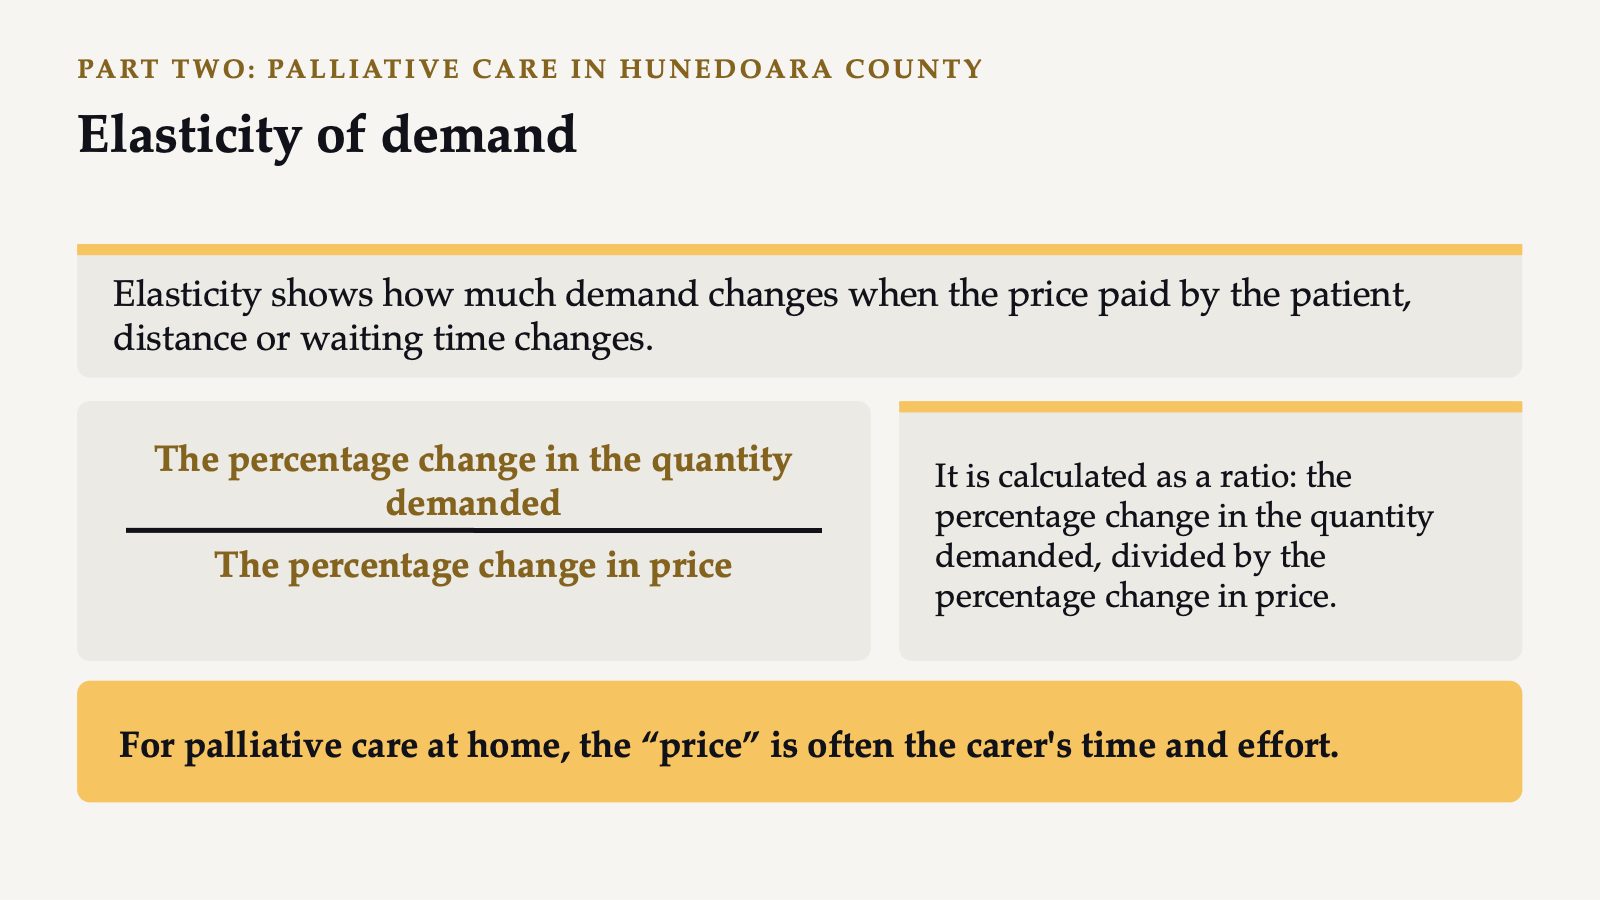 PART TWO: PALLIATIVE CARE IN HUNEDOARA COUNTY
Elasticity of demand
Elasticity shows how much demand changes when the price paid by the patient,
distance or waiting time changes.
The percentage change in the quantity
demanded
The percentage change in price
It is calculated as a ratio: the
percentage change in the quantity
demanded, divided by the
percentage change in price.
For palliative care at home, the “price” is often the carer's time and effort.